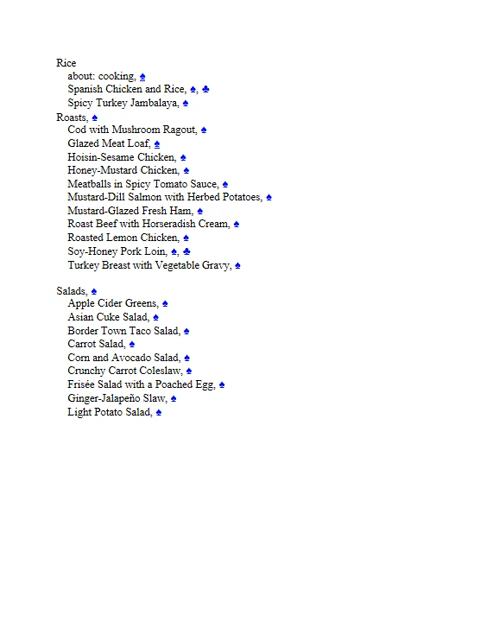 Rice
about: cooking, ♠
Spanish Chicken and Rice, ♠, ♣
Spicy Turkey Jambalaya, ♠
Roasts, ♠
Cod with Mushroom Ragout, ♠
Glazed Meat Loaf, ♠
Hoisin-Sesame Chicken, ♠
Honey-Mustard Chicken, ♠
Meatballs in Spicy Tomato Sauce, ♠
Mustard-Dill Salmon with Herbed Potatoes, ♠
Mustard-Glazed Fresh Ham, ♠
Roast Beef with Horseradish Cream, ♠
Roasted Lemon Chicken, ♠
Soy-Honey Pork Loin, ♠, ♣
Turkey Breast with Vegetable Gravy, ♠
Salads, ♠
Apple Cider Greens, ♠
Asian Cuke Salad, ♠
Border Town Taco Salad, ♠
Carrot Salad, ♠
Corn and Avocado Salad, ♠
Crunchy Carrot Coleslaw, ♠
Frisée Salad with a Poached Egg, ♠
Ginger-Jalapeño Slaw, ♠
Light Potato Salad, ♠